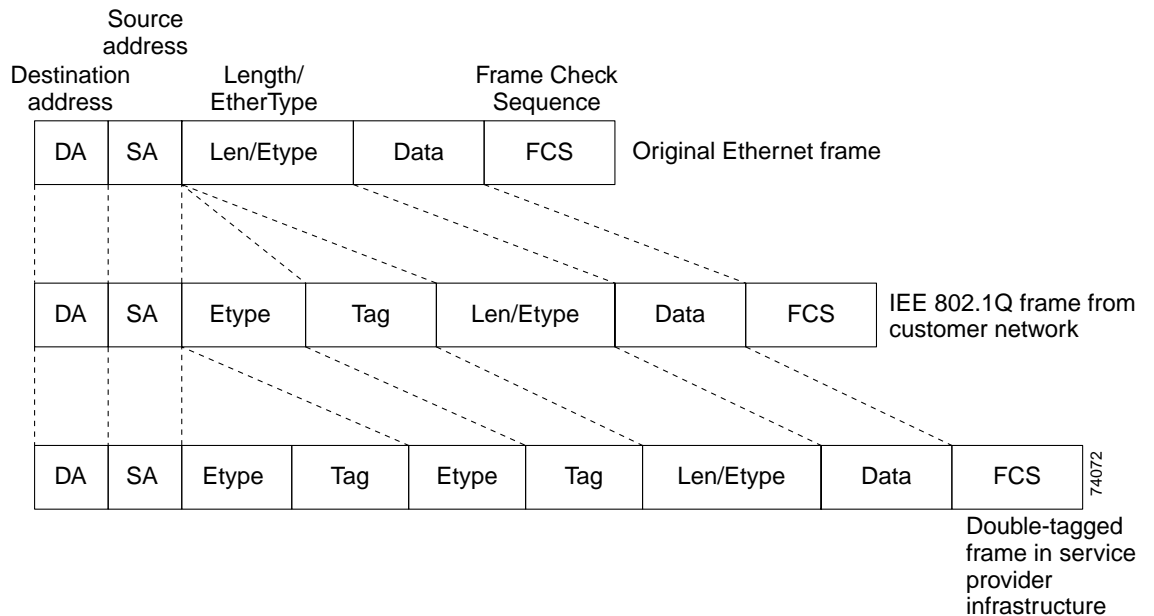 Source
address
Destination
address
Length/
EtherType
Frame Check
Sequence
DA SA Len/Etype Data FCS
Original Ethernet frame
DA SA Etype Tag Len/Etype Data FCS
IEE 802.1Q frame from
customer network
DA SA Etype Tag Etype Tag Len/Etype Data FCS
74072
Double-tagged
frame in service
provider
infrastructure